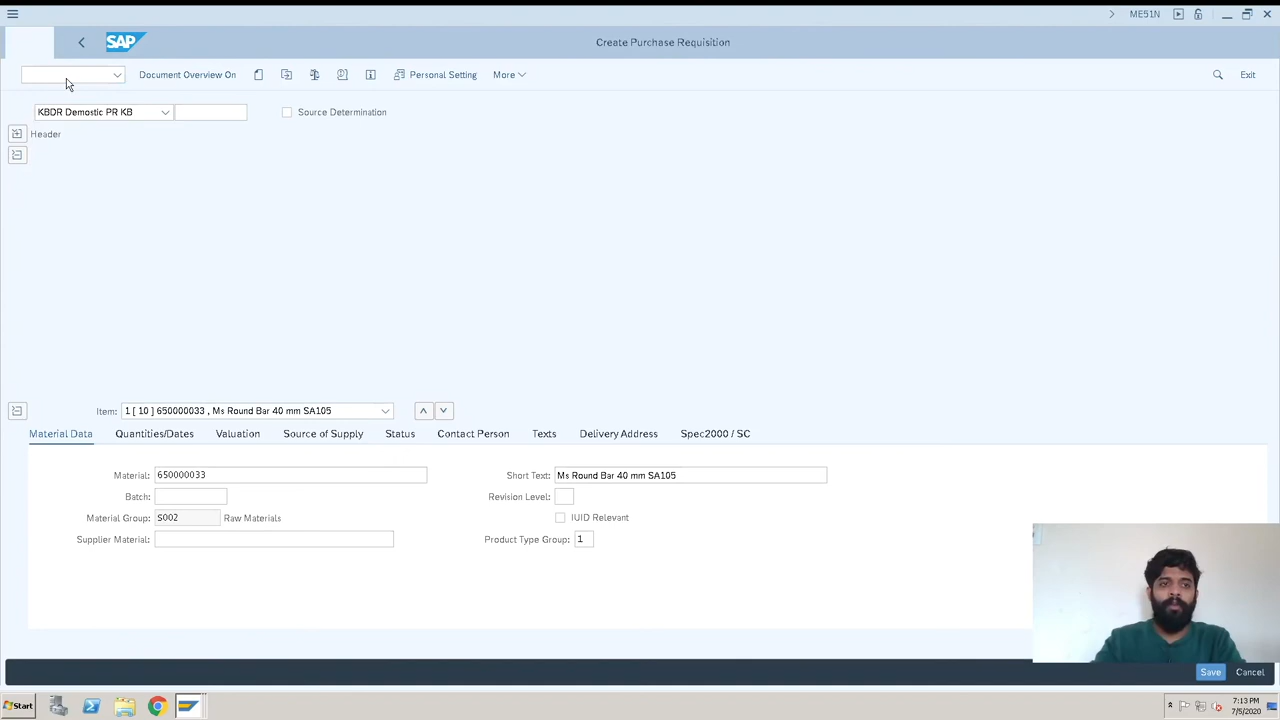 ME51N
SAP
Create Purchase Requisition
Document Overview On
Personal Setting
More
Exit
KBDR Demostic PR KB
Source Determination
Header
Item: 1 [ 10 ] 650000033 , Ms Round Bar 40 mm SA105
Material Data Quantities/Dates Valuation Source of Supply Status Contact Person Texts Delivery Address Spec2000 / SC
Material: 650000033 Short Text: Ms Round Bar 40 mm SA105
Batch: Revision Level:
Material Group: S002 Raw Materials IUID Relevant
Supplier Material: Product Type Group: 1
Save Cancel
Start
7:13 PM
7/5/2020